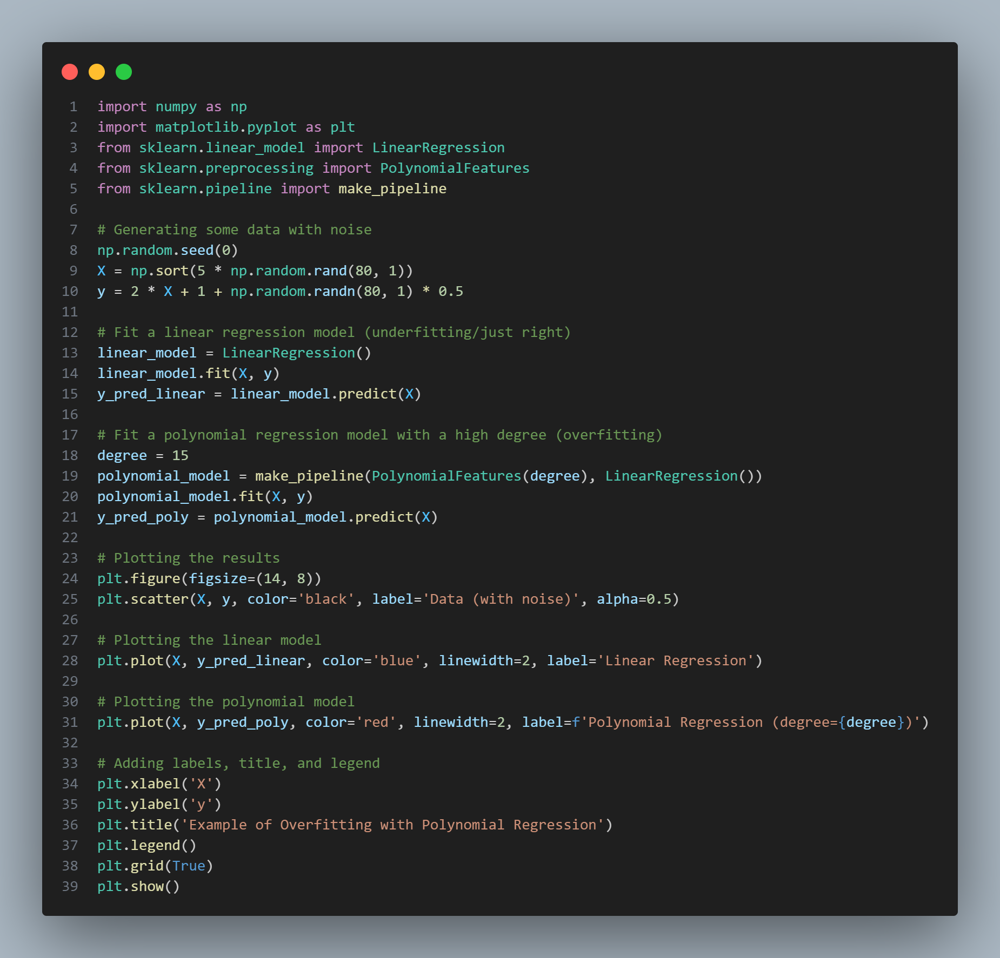 1 import numpy as np
2 import matplotlib.pyplot as plt
3 from sklearn.linear_model import LinearRegression
4 from sklearn.preprocessing import PolynomialFeatures
5 from sklearn.pipeline import make_pipeline
6
7 # Generating some data with noise
8 np.random.seed(0)
9 X = np.sort(5 * np.random.rand(80, 1))
10 y = 2 * X + 1 + np.random.randn(80, 1) * 0.5
11
12 # Fit a linear regression model (underfitting/just right)
13 linear_model = LinearRegression()
14 linear_model.fit(X, y)
15 y_pred_linear = linear_model.predict(X)
16
17 # Fit a polynomial regression model with a high degree (overfitting)
18 degree = 15
19 polynomial_model = make_pipeline(PolynomialFeatures(degree), LinearRegression())
20 polynomial_model.fit(X, y)
21 y_pred_poly = polynomial_model.predict(X)
22
23 # Plotting the results
24 plt.figure(figsize=(14, 8))
25 plt.scatter(X, y, color='black', label='Data (with noise)', alpha=0.5)
26
27 # Plotting the linear model
28 plt.plot(X, y_pred_linear, color='blue', linewidth=2, label='Linear Regression')
29
30 # Plotting the polynomial model
31 plt.plot(X, y_pred_poly, color='red', linewidth=2, label=f'Polynomial Regression (degree={degree})')
32
33 # Adding labels, title, and legend
34 plt.xlabel('X')
35 plt.ylabel('y')
36 plt.title('Example of Overfitting with Polynomial Regression')
37 plt.legend()
38 plt.grid(True)
39 plt.show()